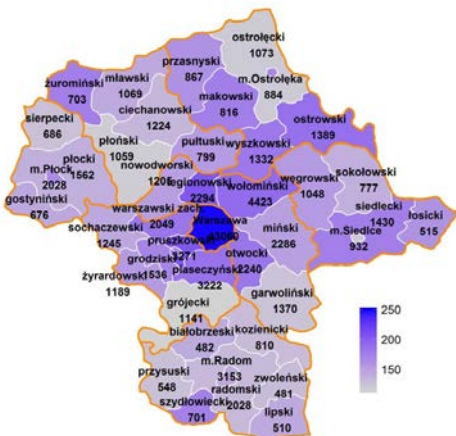 ostrołęcki
1073
przasnyski
867
m.Ostrołęka
884
mławski
1069
żuromiński
703
makowski
816
ciechanowski
1224
ostrowski
1389
sierpecki
686
płoński
1059
pułtuski
799
wyszkowski
1332
płocki
1562
m.Płock
2028
nowodworski
1205
legionowski
2294
wołomiński
4423
węgrowski
1048
sokołowski
777
gostyniński
676
siedlecki
1430
łosicki
515
m.Siedlce
932
warszawski zach.
2049
Warszawa
sochaczewski
1245
pruszkowski
3271
miński
2286
otwocki
2240
grodziski
1536
piaseczyński
3222
żyrardowski
1189
grójecki
1141
garwoliński
1370
białobrzeski
482
kozienicki
810
m.Radom
3153
przysuski
548
radomski
2028
zwoleński
481
szydłowiecki
701
lipski
510
250
200
150